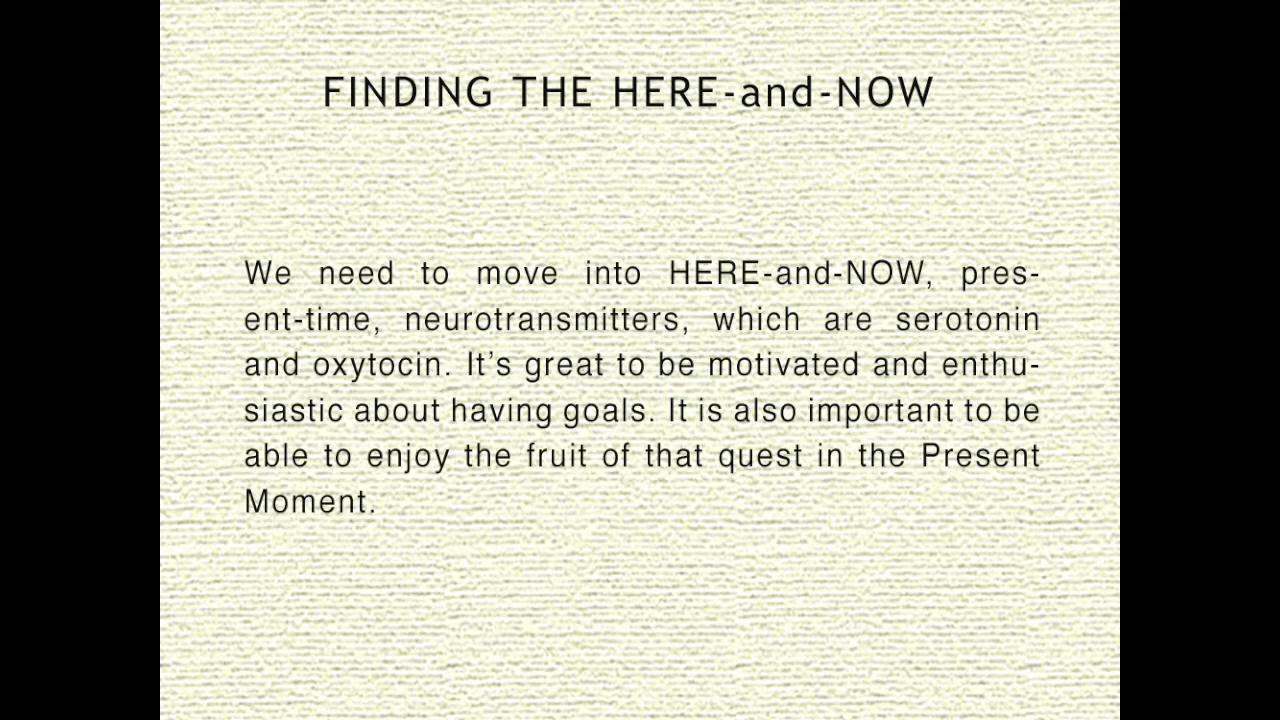 FINDING THE HERE-and-NOW
We need to move into HERE-and-NOW, pres-
ent-time, neurotransmitters, which are serotonin
and oxytocin. It’s great to be motivated and enthu-
siastic about having goals. It is also important to be
able to enjoy the fruit of that quest in the Present
Moment.